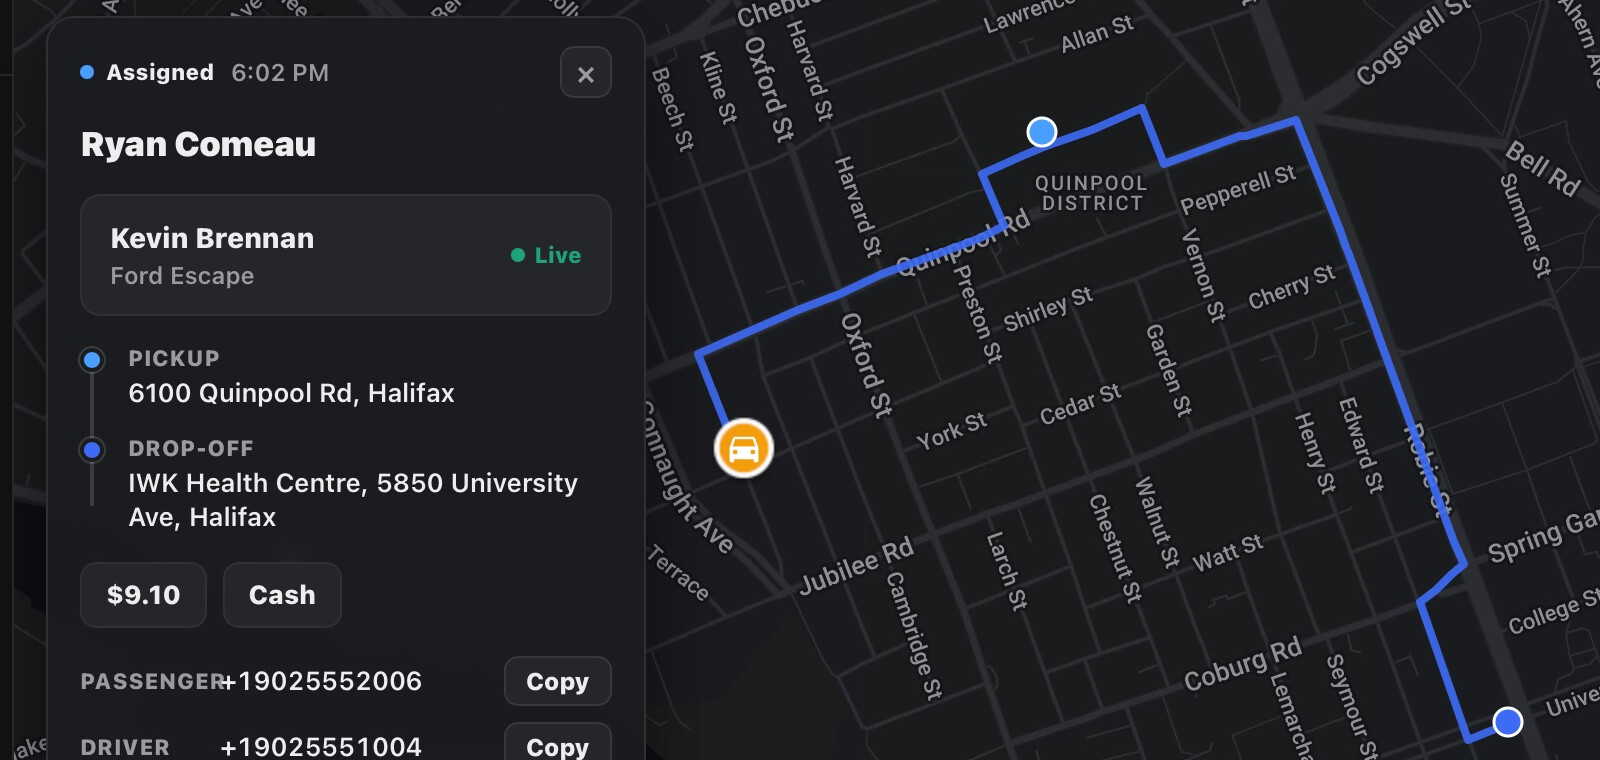 Assigned 6:02 PM
×
Ryan Comeau
Kevin Brennan
Ford Escape
Live
PICKUP
6100 Quinpool Rd, Halifax
DROP-OFF
IWK Health Centre, 5850 University
Ave, Halifax
$9.10
Cash
PASSENGER
+19025552006
Copy
DRIVER
+19025551004
Copy
Lawrence
Allan St
Cogswell St
Harvard St
Oxford St
Kline St
Beech St
Bell Rd
Summer St
QUINPOOL
DISTRICT
Pepperell St
Harvard St
Quinpool Rd
Vernon St
Cherry St
Preston St
Shirley St
Oxford St
Garden St
Cedar St
York St
Henry St
Edward St
Robie St
Connaught Ave
Terrace
Jubilee Rd
Cambridge St
Larch St
Chestnut St
Walnut St
Watt St
Spring Gar
College St
Coburg Rd
Seymour St
Lemarcha
Unive